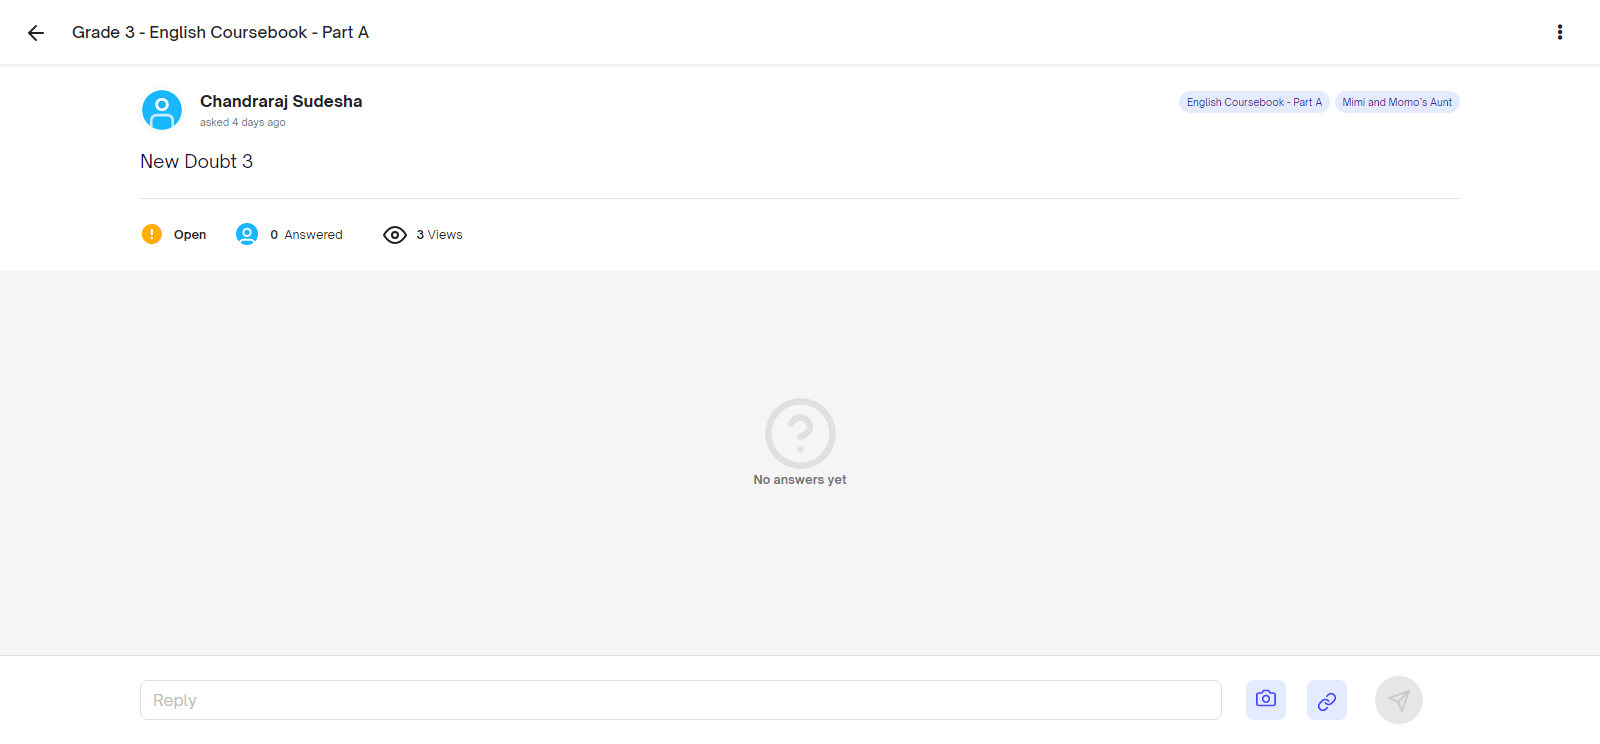 Grade 3 - English Coursebook - Part A
Chandraraj Sudesha
asked 4 days ago
English Coursebook - Part A
Mimi and Momo's Aunt
New Doubt 3
Open
0 Answered
3 Views
No answers yet
Reply